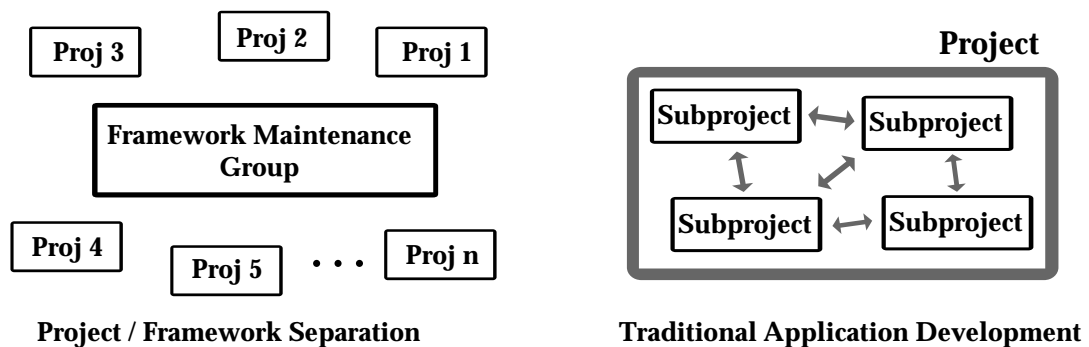 Proj 3
Proj 2
Proj 1
Framework Maintenance
Group
Proj 4
Proj 5
. . .
Proj n
Project / Framework Separation
Project
Subproject
Subproject
Subproject
Subproject
Traditional Application Development